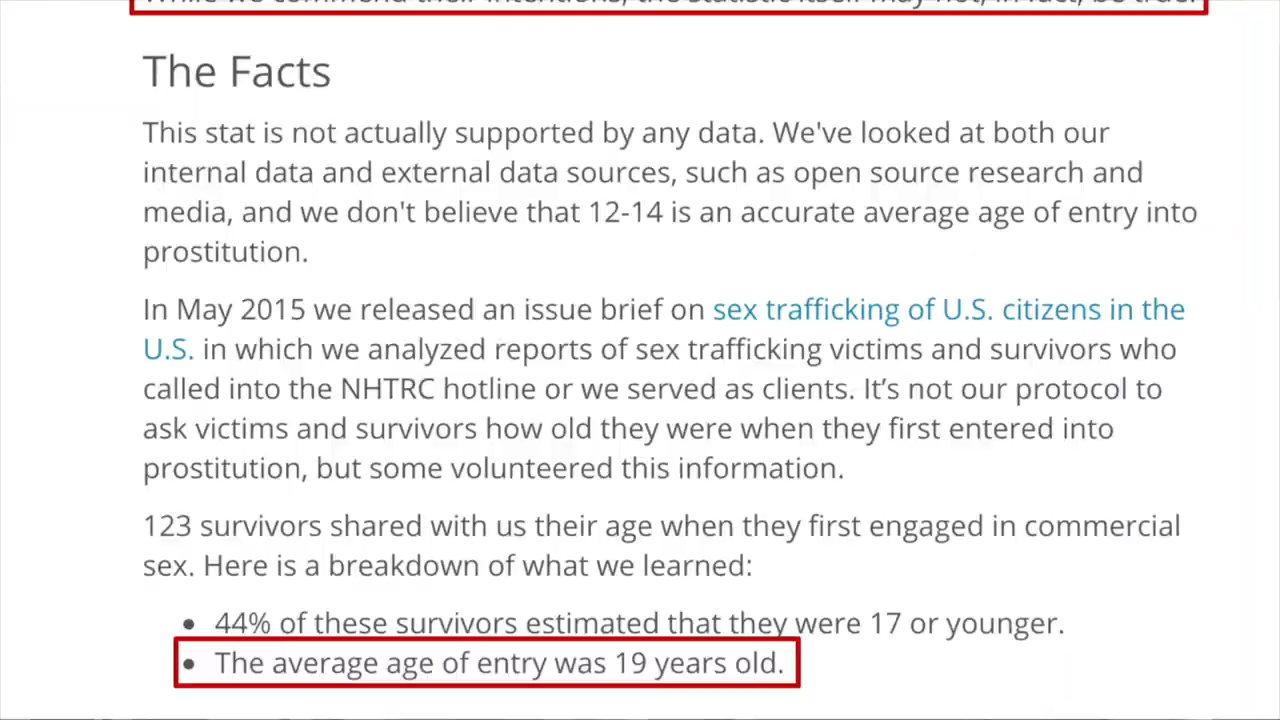 While we commend their intentions, the statistic itself may not, in fact, be true.
The Facts
This stat is not actually supported by any data. We've looked at both our
internal data and external data sources, such as open source research and
media, and we don't believe that 12-14 is an accurate average age of entry into
prostitution.
In May 2015 we released an issue brief on sex trafficking of U.S. citizens in the
U.S. in which we analyzed reports of sex trafficking victims and survivors who
called into the NHTRC hotline or we served as clients. It’s not our protocol to
ask victims and survivors how old they were when they first entered into
prostitution, but some volunteered this information.
123 survivors shared with us their age when they first engaged in commercial
sex. Here is a breakdown of what we learned:
• 44% of these survivors estimated that they were 17 or younger.
• The average age of entry was 19 years old.